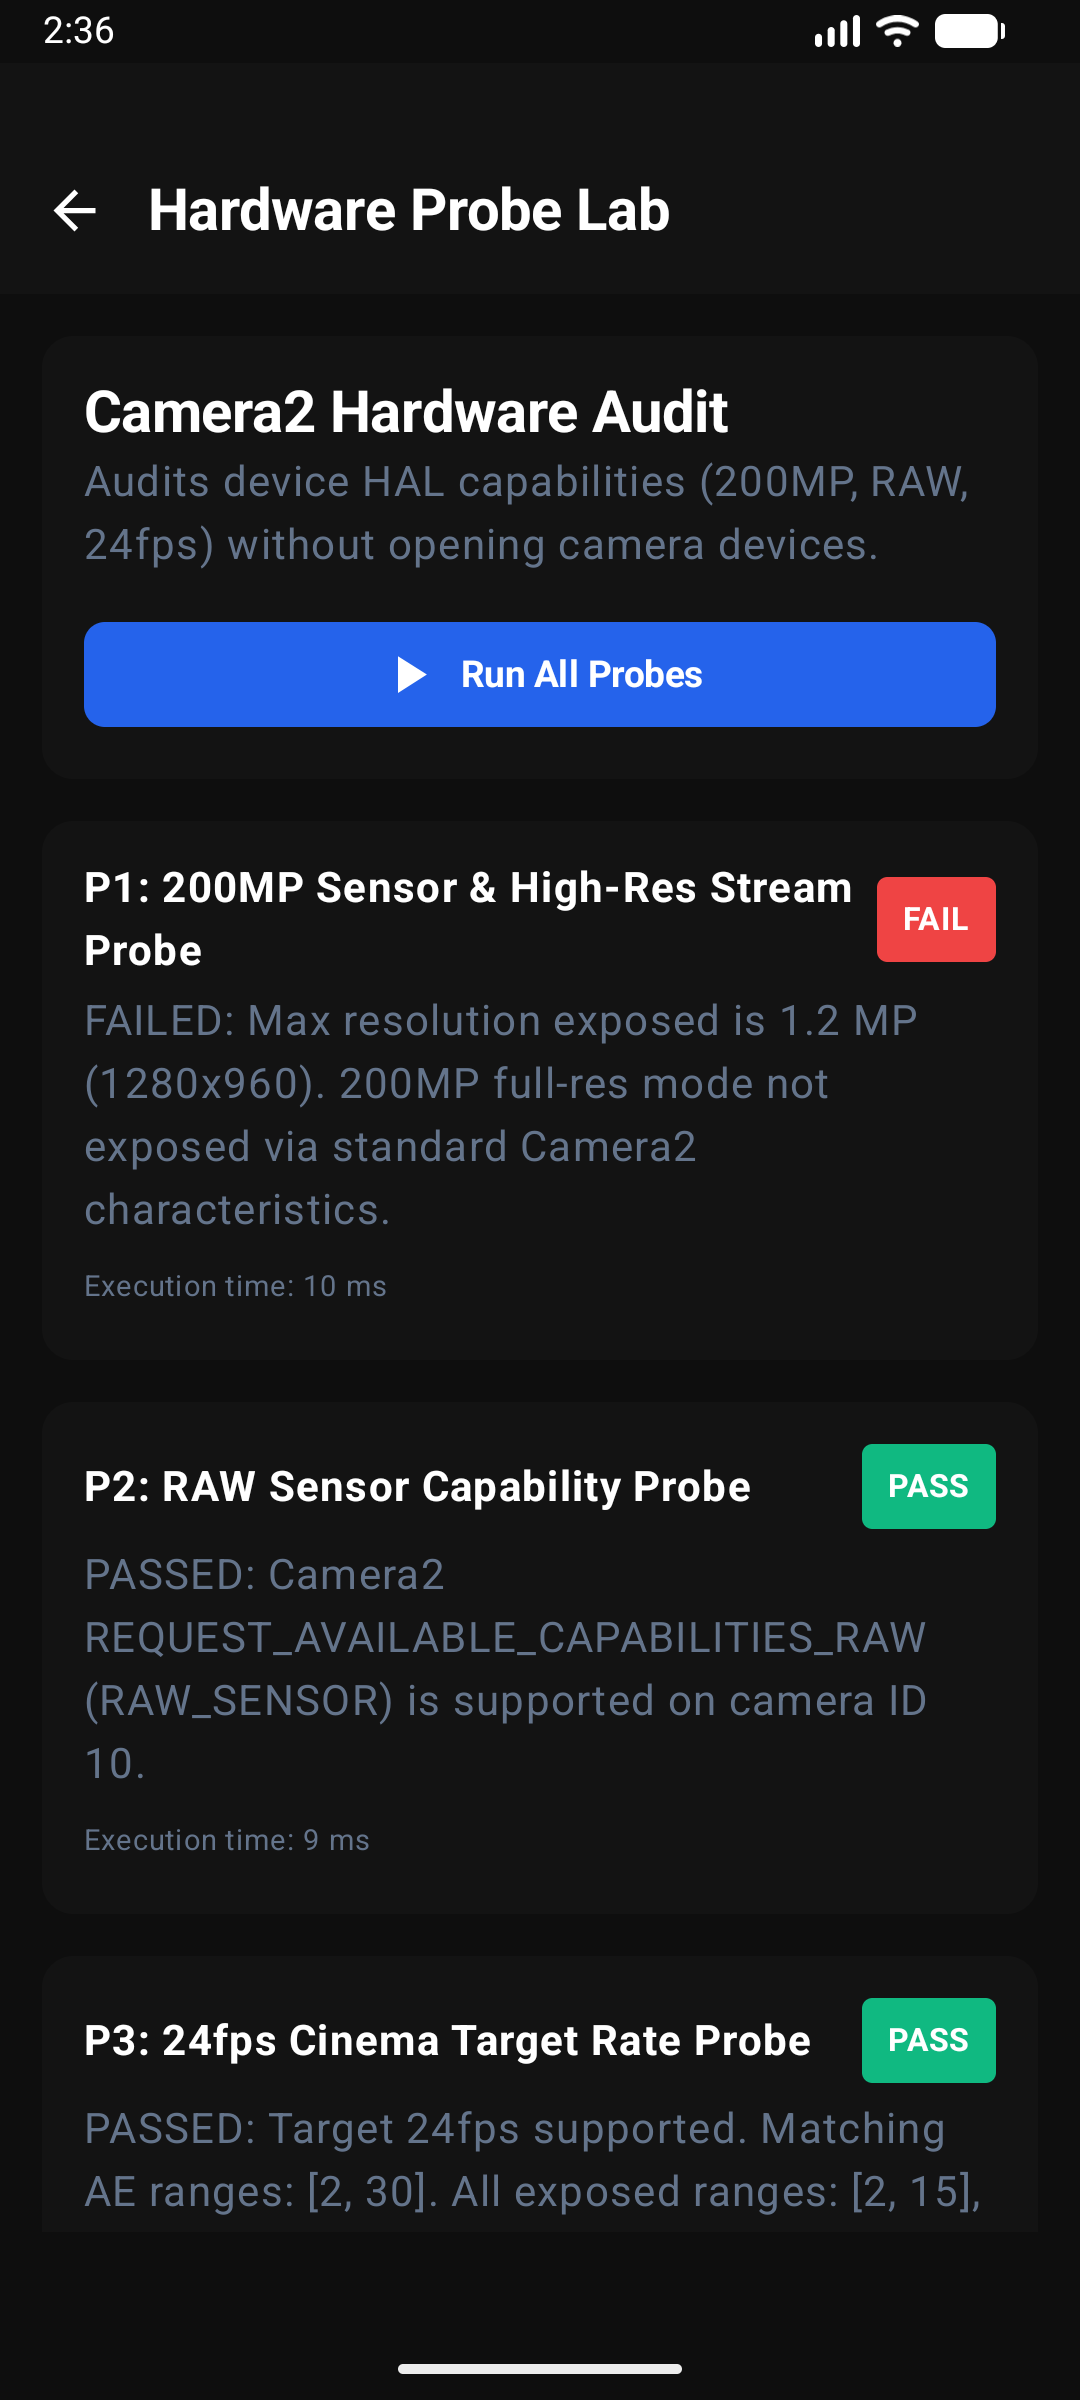 2:36
Hardware Probe Lab
Camera2 Hardware Audit
Audits device HAL capabilities (200MP, RAW,
24fps) without opening camera devices.
Run All Probes
P1: 200MP Sensor & High-Res Stream
Probe
FAIL
FAILED: Max resolution exposed is 1.2 MP
(1280x960). 200MP full-res mode not
exposed via standard Camera2
characteristics.
Execution time: 10 ms
P2: RAW Sensor Capability Probe
PASS
PASSED: Camera2
REQUEST_AVAILABLE_CAPABILITIES_RAW
(RAW_SENSOR) is supported on camera ID
10.
Execution time: 9 ms
P3: 24fps Cinema Target Rate Probe
PASS
PASSED: Target 24fps supported. Matching
AE ranges: [2, 30]. All exposed ranges: [2, 15],